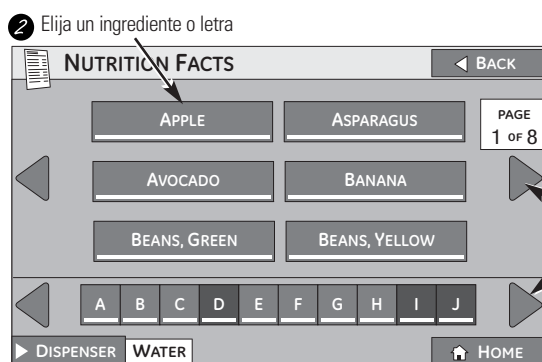 2 Elija un ingrediente o letra
NUTRITION FACTS
BACK
APPLE ASPARAGUS
PAGE
1 OF 8
AVOCADO BANANA
BEANS, GREEN BEANS, YELLOW
A B C D E F G H I J
DISPENSER WATER HOME